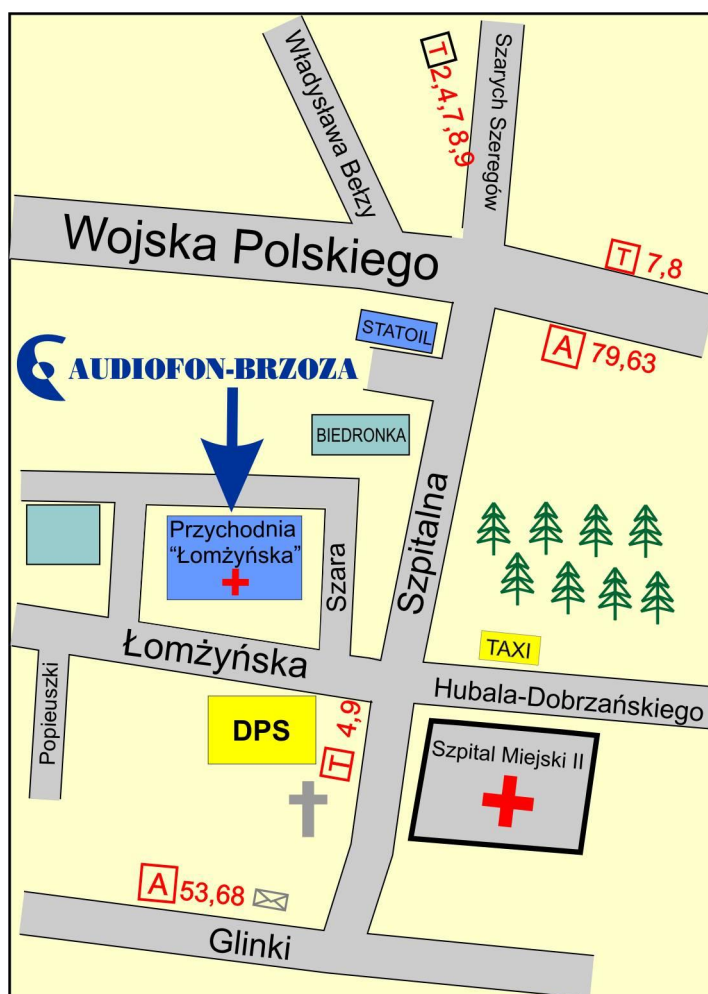 Władysława Bełzy
T
2,4,7,8,9
Szarych Szeregów
Wojska Polskiego
T 7,8
STATOIL
A 79,63
AUDIOFON-BRZOZA
BIEDRONKA
Przychodnia
“Łomżyńska”
Szara
Szpitalna
Łomżyńska
TAXI
Hubala-Dobrzańskiego
Popieuszki
DPS
T 4,9
Szpital Miejski II
A 53,68
Glinki